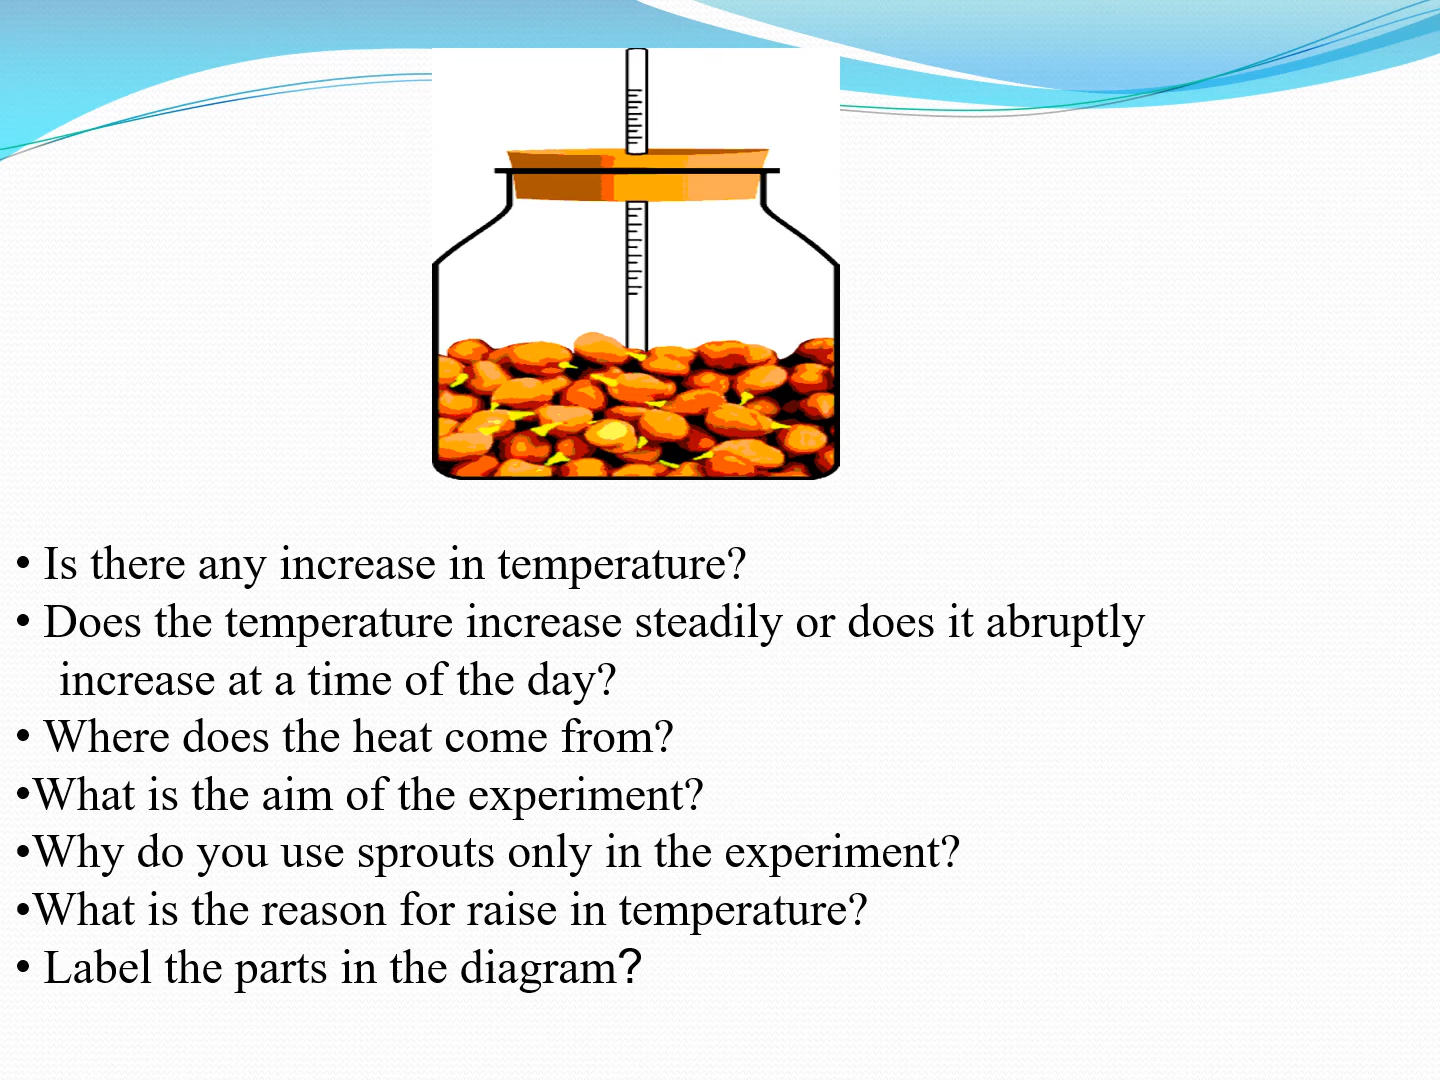 • Is there any increase in temperature?
• Does the temperature increase steadily or does it abruptly
increase at a time of the day?
• Where does the heat come from?
•What is the aim of the experiment?
•Why do you use sprouts only in the experiment?
•What is the reason for raise in temperature?
• Label the parts in the diagram?